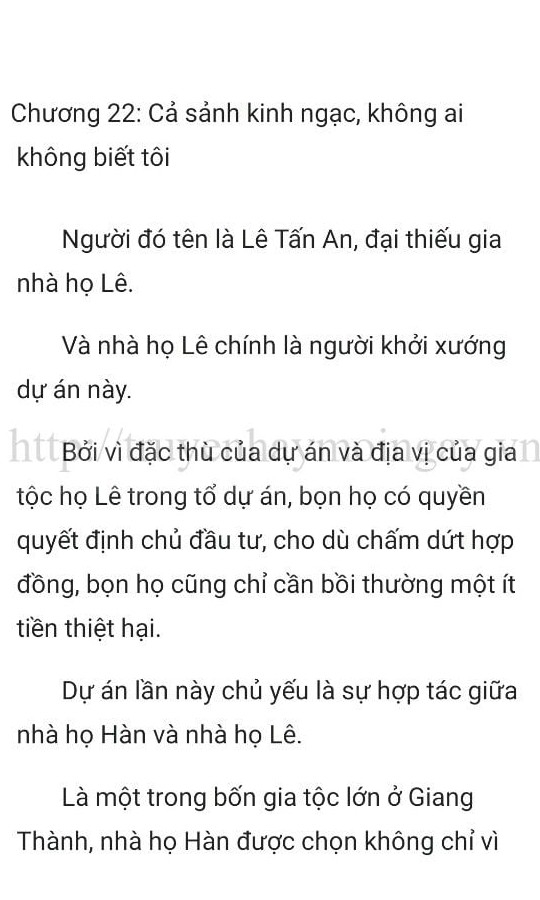 Chương 22: Cả sảnh kinh ngạc, không ai
không biết tôi
Người đó tên là Lê Tấn An, đại thiếu gia
nhà họ Lê.
Và nhà họ Lê chính là người khởi xướng
dự án này.
http://truyenhaymoingay.vn
Bởi vì đặc thù của dự án và địa vị của gia
tộc họ Lê trong tổ dự án, bọn họ có quyền
quyết định chủ đầu tư, cho dù chấm dứt hợp
đồng, bọn họ cũng chỉ cần bồi thường một ít
tiền thiệt hại.
Dự án lần này chủ yếu là sự hợp tác giữa
nhà họ Hàn và nhà họ Lê.
Là một trong bốn gia tộc lớn ở Giang
Thành, nhà họ Hàn được chọn không chỉ vì